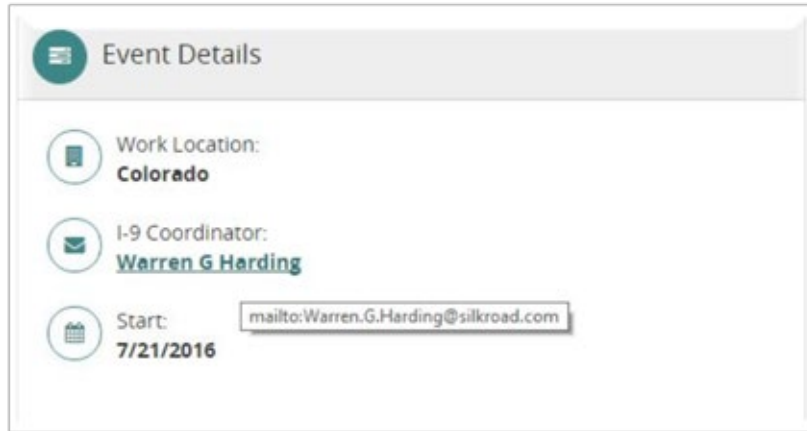 Event Details
Work Location:
Colorado
I-9 Coordinator:
Warren G Harding
Start:
mailto:Warren.G.Harding@silkroad.com
7/21/2016